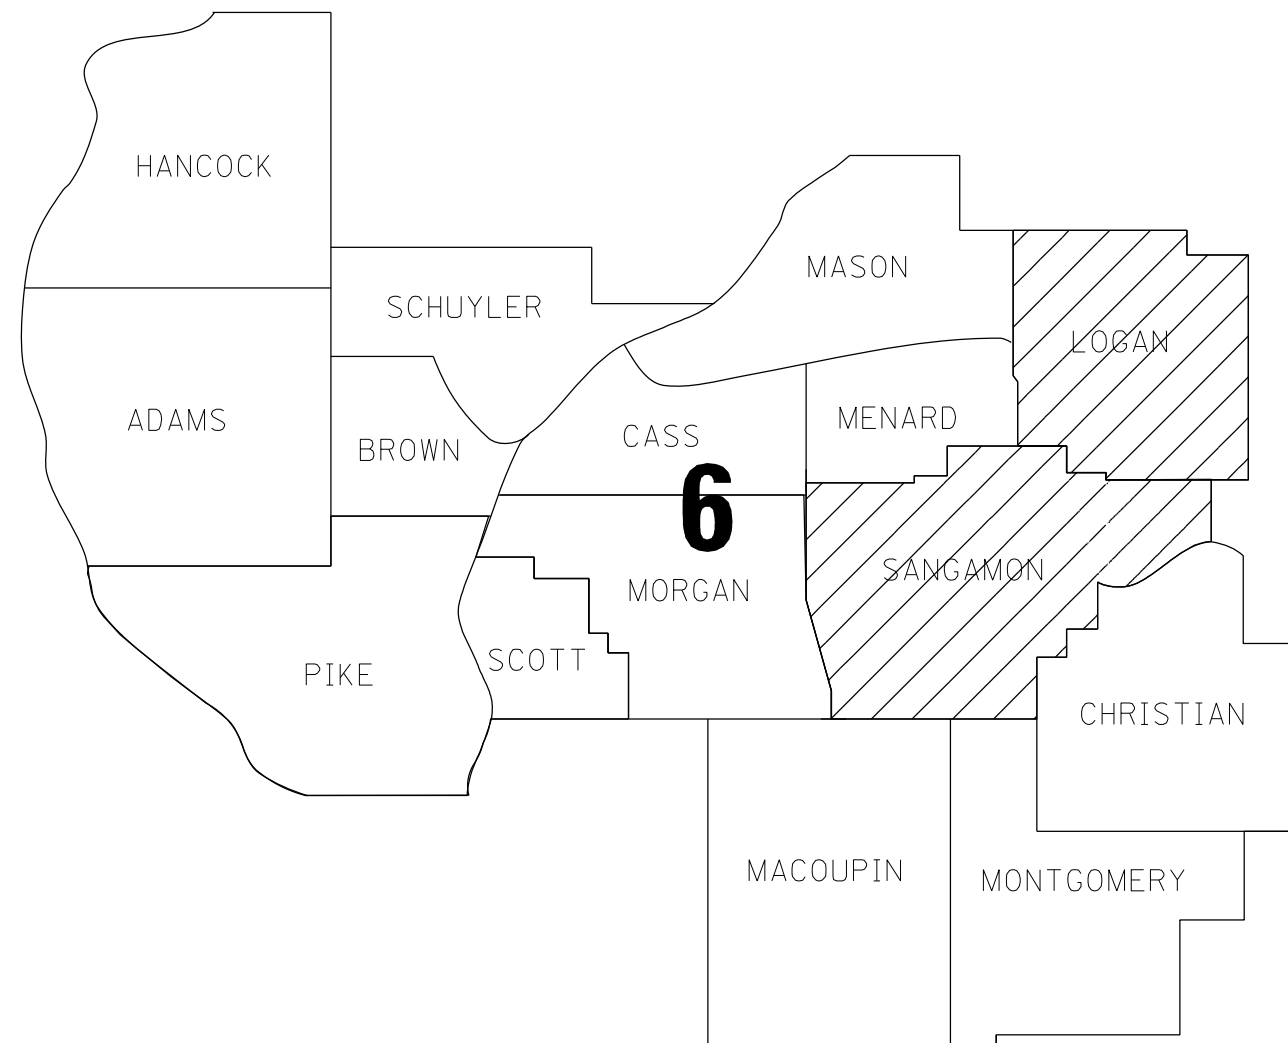 HANCOCK
MASON
SCHUYLER
LOGAN
ADAMS
MENARD
CASS
BROWN
6
SANGAMON
MORGAN
SCOTT
PIKE
CHRISTIAN
MACOUPIN
MONTGOMERY